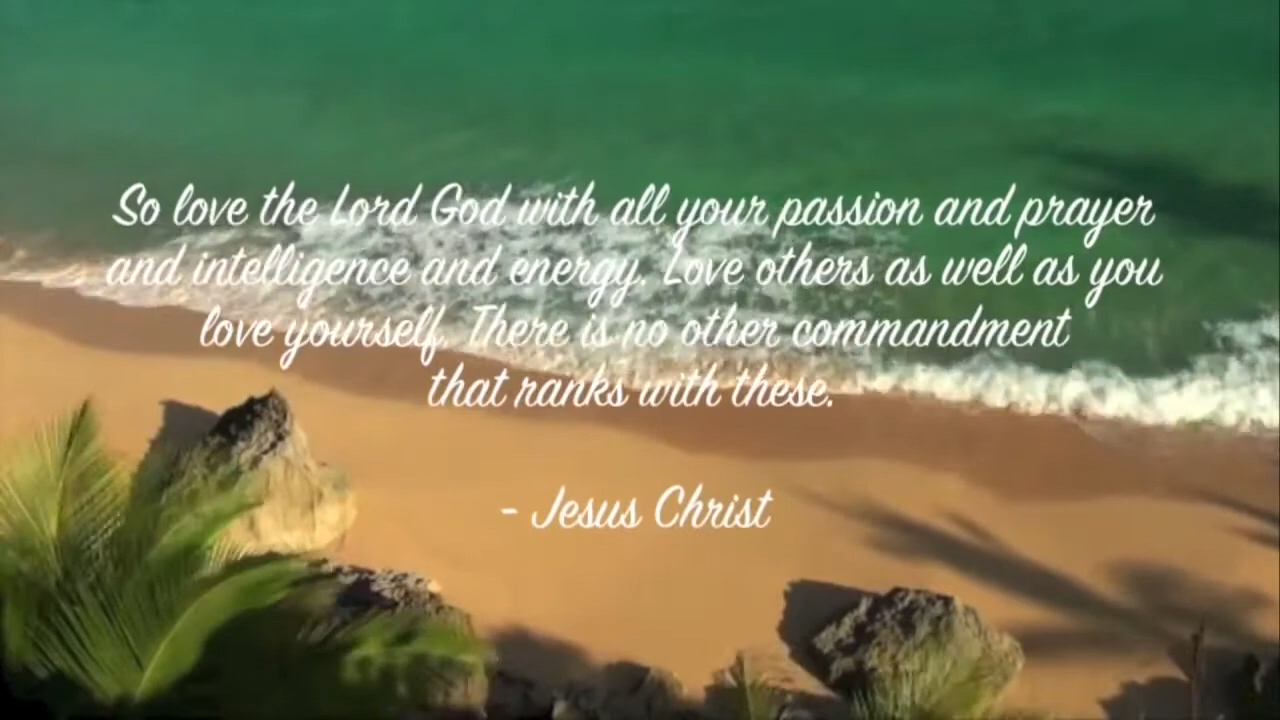 So love the Lord God with all your passion and prayer
and intelligence and energy. Love others as well as you
love yourself. There is no other commandment
that ranks with these.
- Jesus Christ